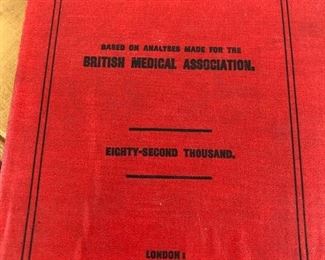 BASED ON ANALYSES MADE FOR THE
BRITISH MEDICAL ASSOCIATION.
EIGHTY-SECOND THOUSAND.
LONDON: